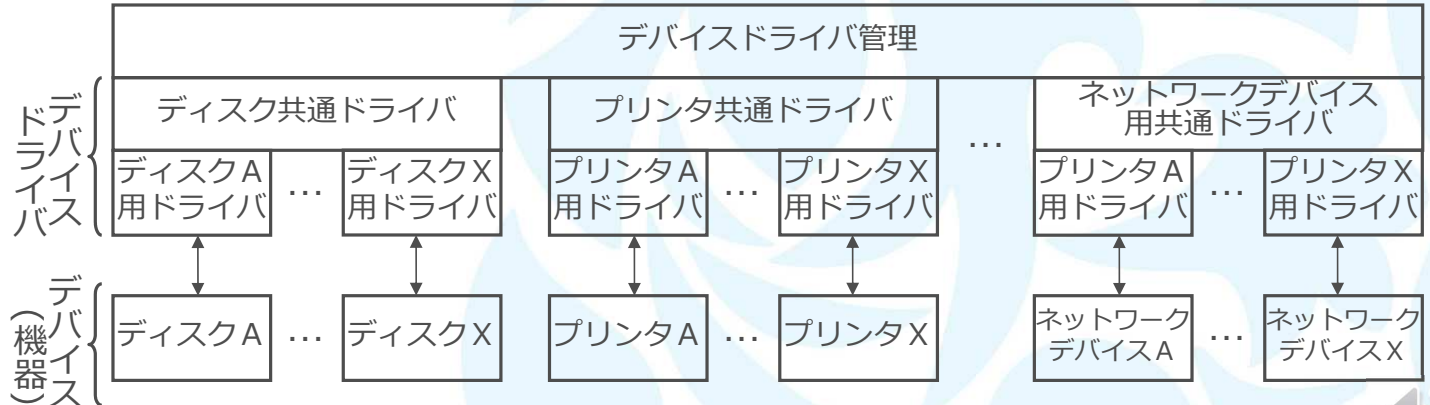 デバイスドライバ管理
デバイス
ドライバ
ディスク共通ドライバ
プリンタ共通ドライバ
…
ネットワークデバイス
用共通ドライバ
ディスクA
用ドライバ
…
ディスクX
用ドライバ
プリンタA
用ドライバ
…
プリンタX
用ドライバ
プリンタA
用ドライバ
…
プリンタX
用ドライバ
デバイス
(機器)
ディスクA
…
ディスクX
プリンタA
…
プリンタX
ネットワーク
デバイスA
…
ネットワーク
デバイスX